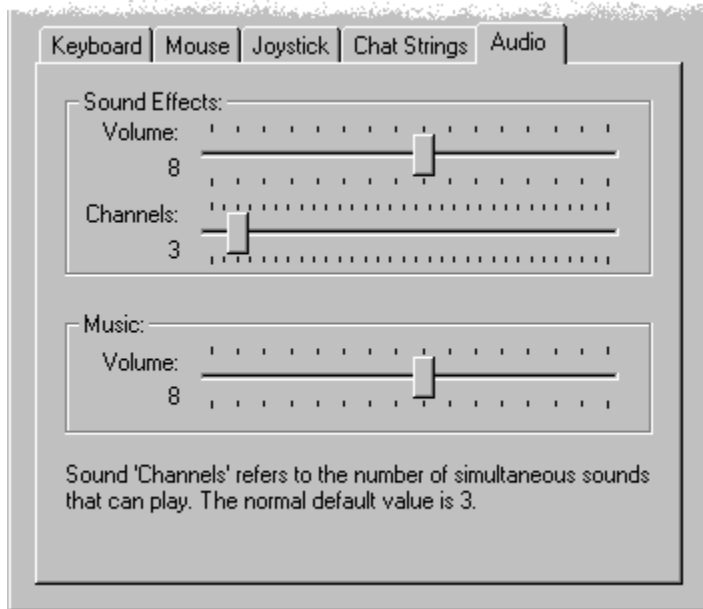 Keyboard Mouse Joystick Chat Strings Audio
Sound Effects:
Volume:
8
Channels:
3
Music:
Volume:
8
Sound 'Channels' refers to the number of simultaneous sounds
that can play. The normal default value is 3.